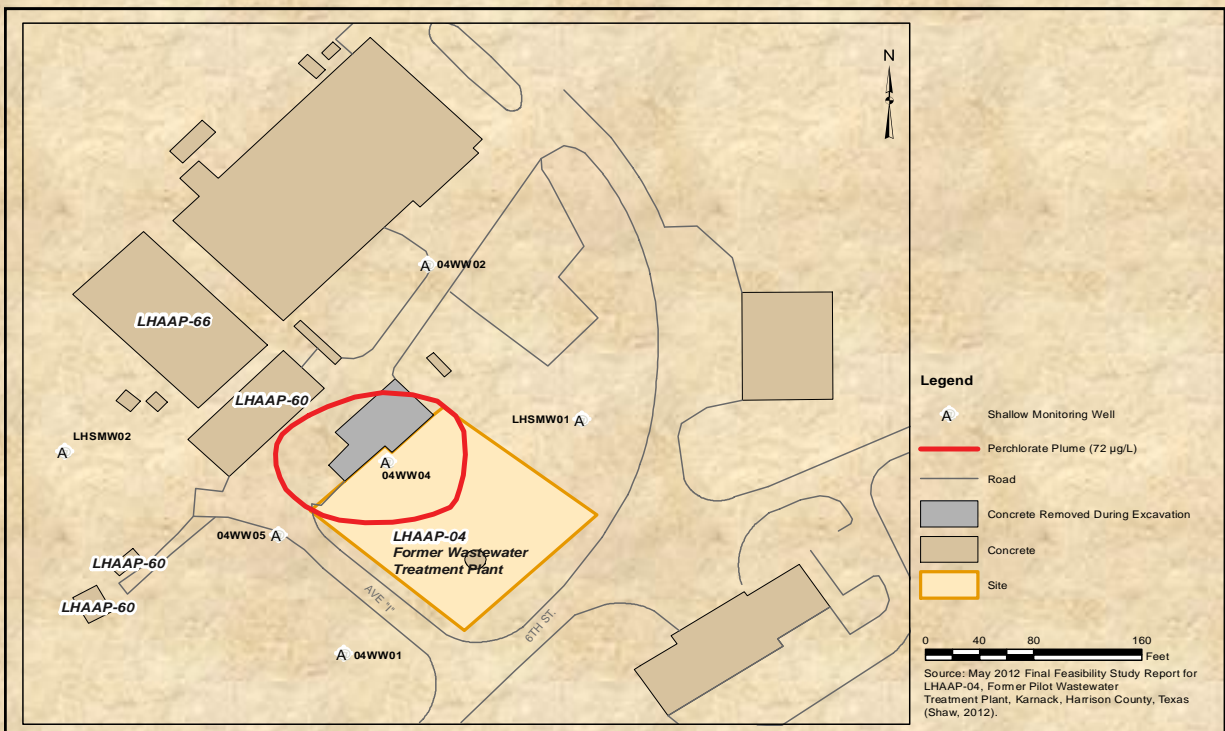 N
A 04WW02
LHAAP-66
LHAAP-60
LHSMW02
A
LHSMW01 A
A
04WW04
04WW05 A
LHAAP-04
Former Wastewater
Treatment Plant
LHAAP-60
LHAAP-60
AVE "I"
6TH ST.
A 04WW01
Legend
A Shallow Monitoring Well
Perchlorate Plume (72 µg/L)
Road
Concrete Removed During Excavation
Concrete
Site
0 40 80 160
Feet
Source: May 2012 Final Feasibility Study Report for
LHAAP-04, Former Pilot Wastewater
Treatment Plant, Karnack, Harrison County, Texas
(Shaw, 2012).